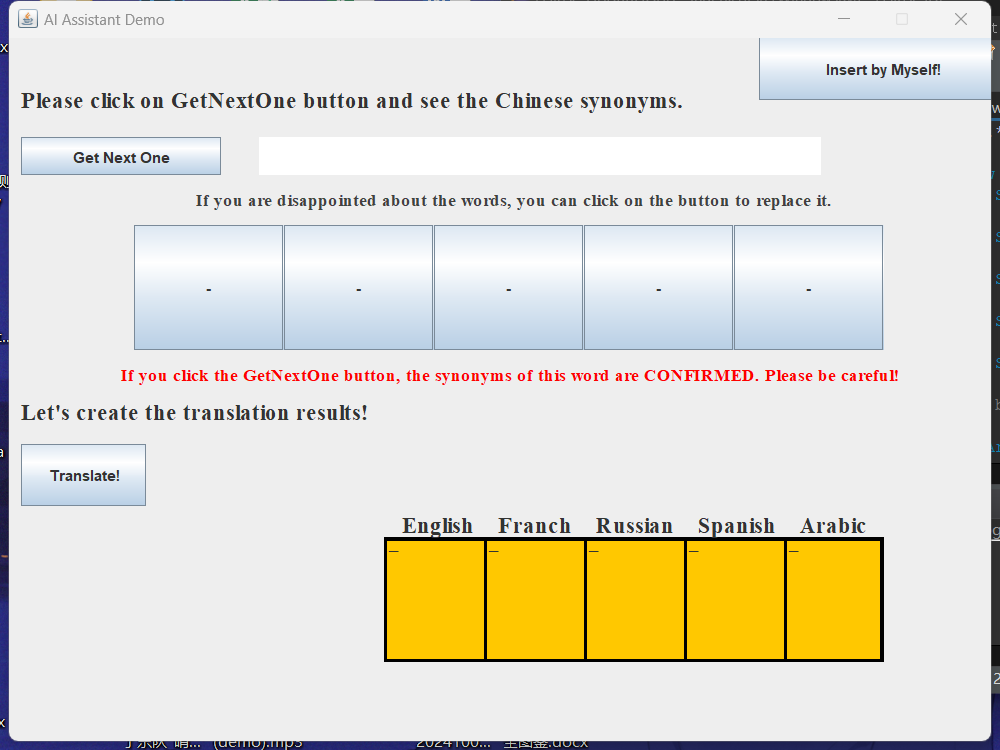 AI Assistant Demo
Insert by Myself!
Please click on GetNextOne button and see the Chinese synonyms.
Get Next One
If you are disappointed about the words, you can click on the button to replace it.
- - - - -
If you click the GetNextOne button, the synonyms of this word are CONFIRMED. Please be careful!
Let's create the translation results!
Translate!
English Franch Russian Spanish Arabic
_ _ _ _ _